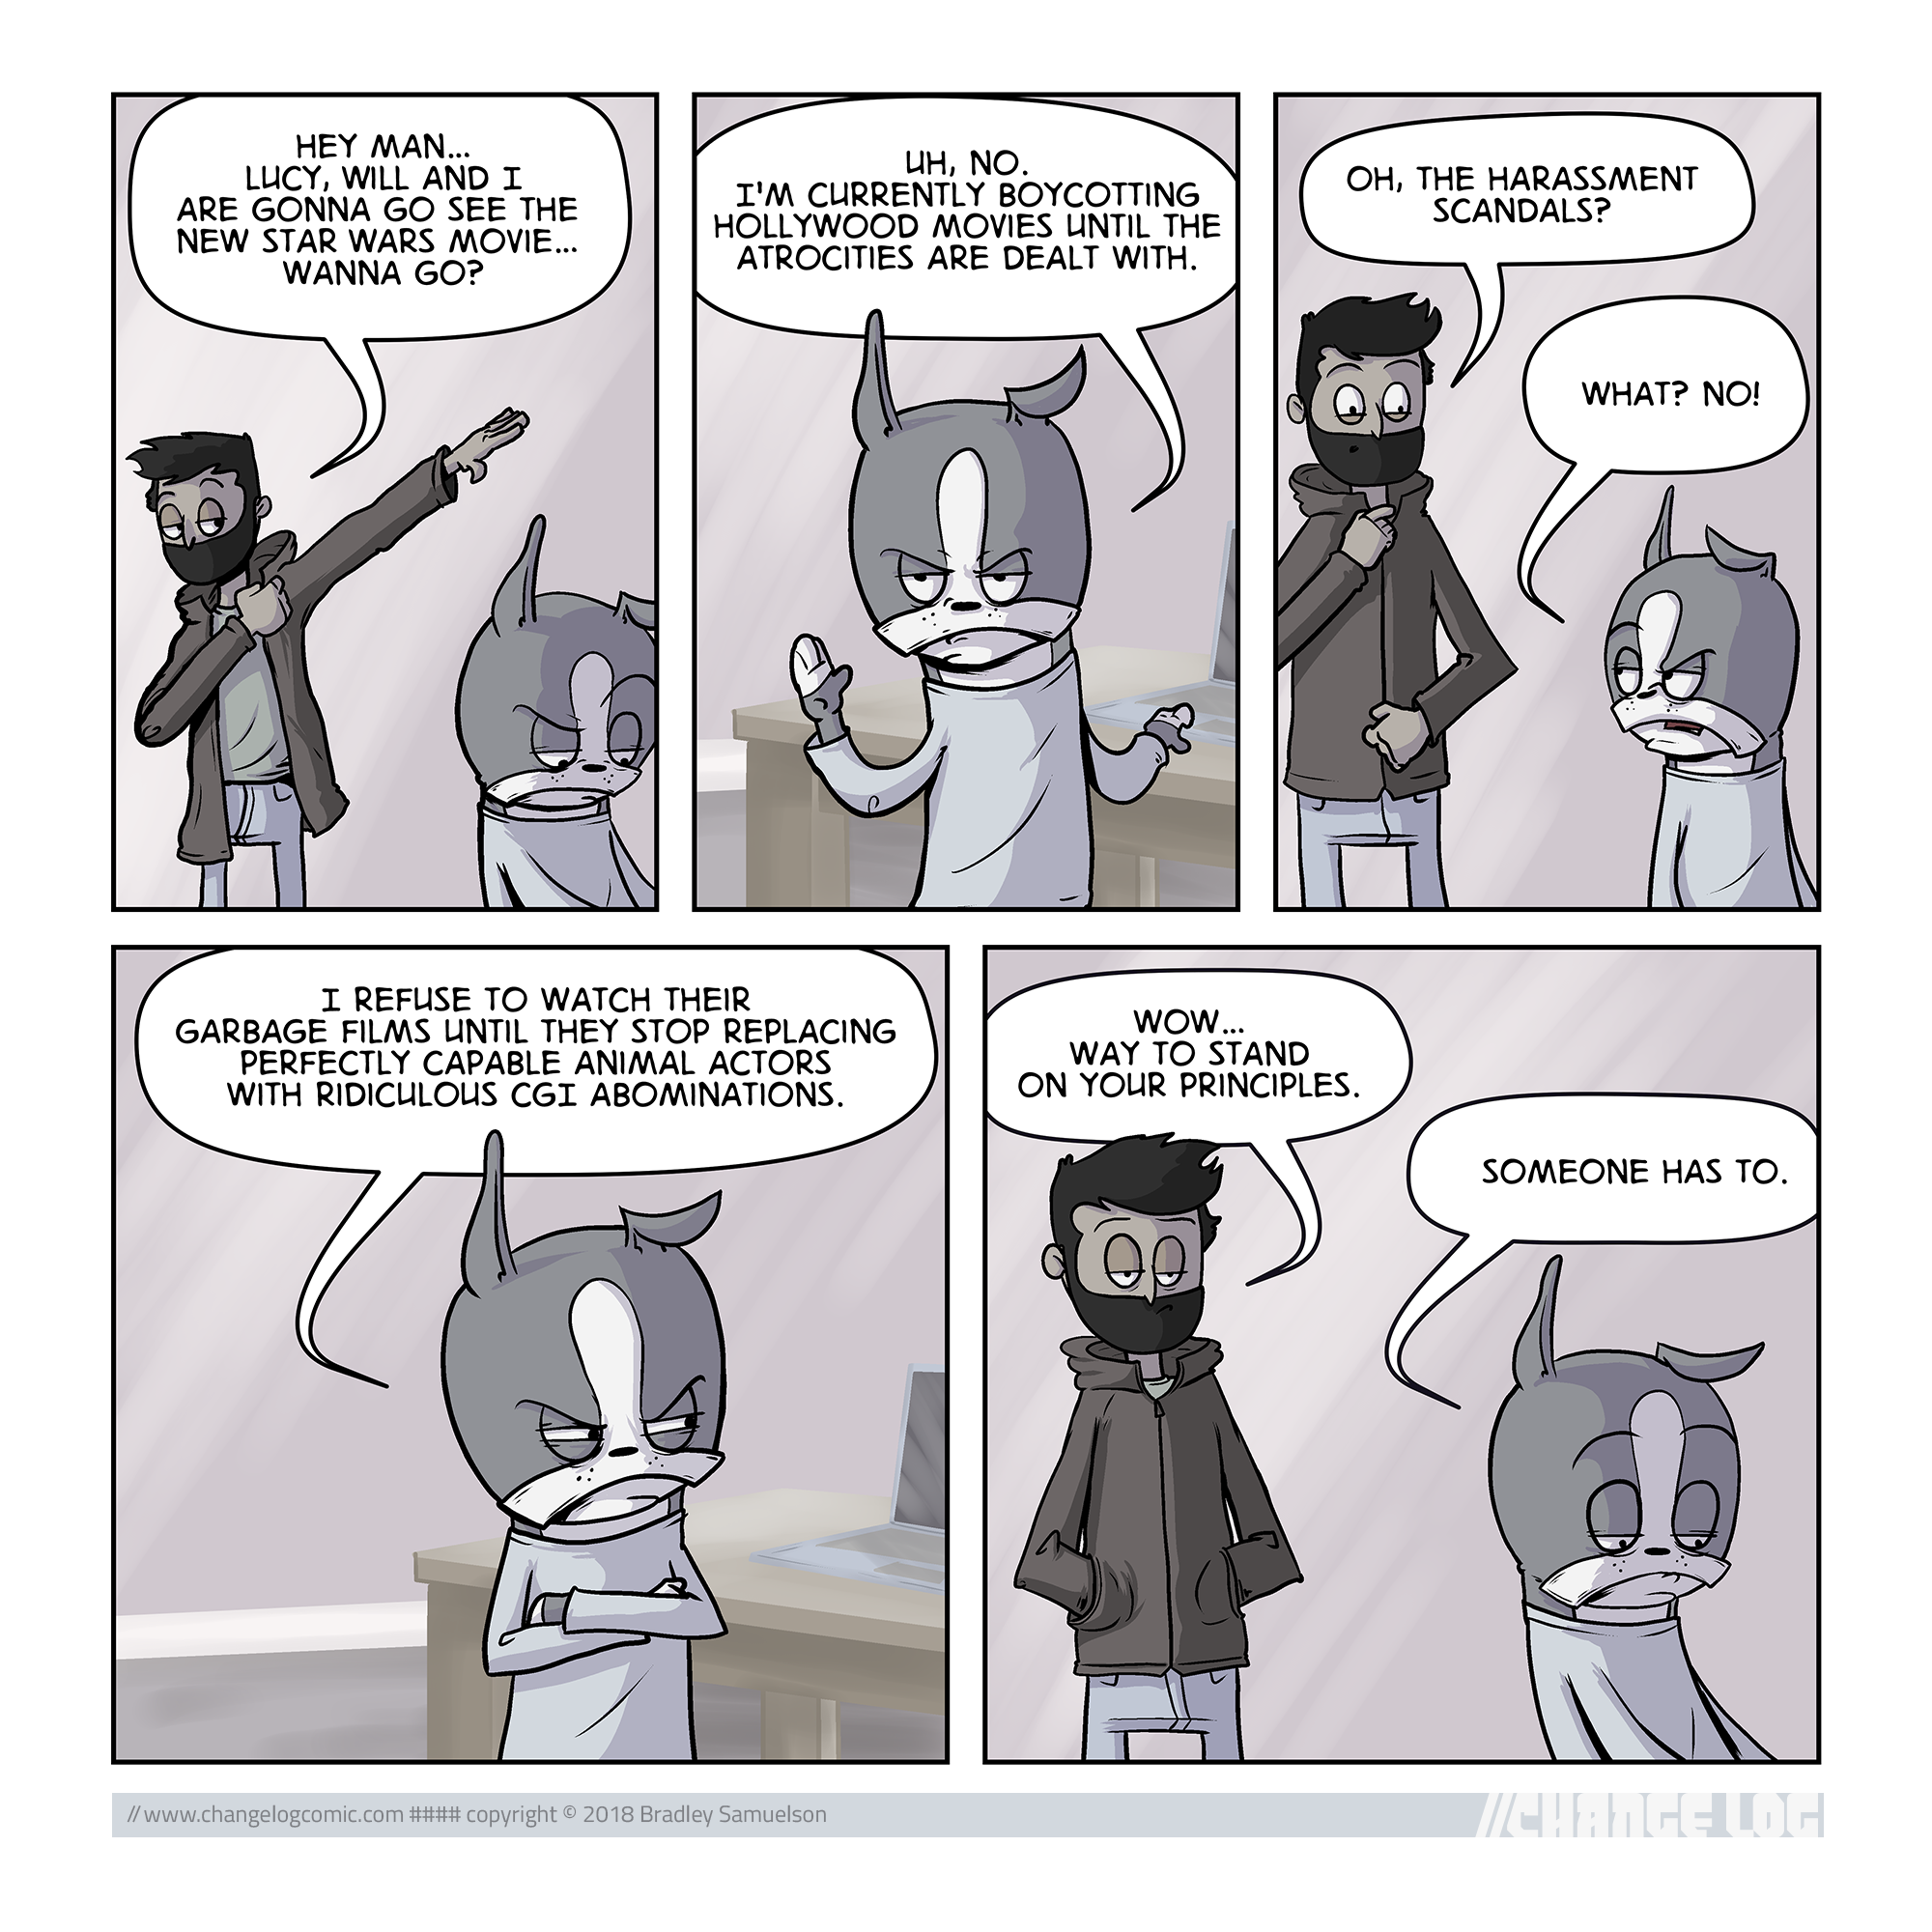 HEY MAN...
LUCY, WILL AND I
ARE GONNA GO SEE THE
NEW STAR WARS MOVIE...
WANNA GO?
UH, NO.
I'M CURRENTLY BOYCOTTING
HOLLYWOOD MOVIES UNTIL THE
ATROCITIES ARE DEALT WITH.
OH, THE HARASSMENT
SCANDALS?
WHAT? NO!
I REFUSE TO WATCH THEIR
GARBAGE FILMS UNTIL THEY STOP REPLACING
PERFECTLY CAPABLE ANIMAL ACTORS
WITH RIDICULOUS CGI ABOMINATIONS.
WOW...
WAY TO STAND
ON YOUR PRINCIPLES.
SOMEONE HAS TO.
// www.changelogcomic.com #### copyright © 2018 Bradley Samuelson
//CHANGE LOG